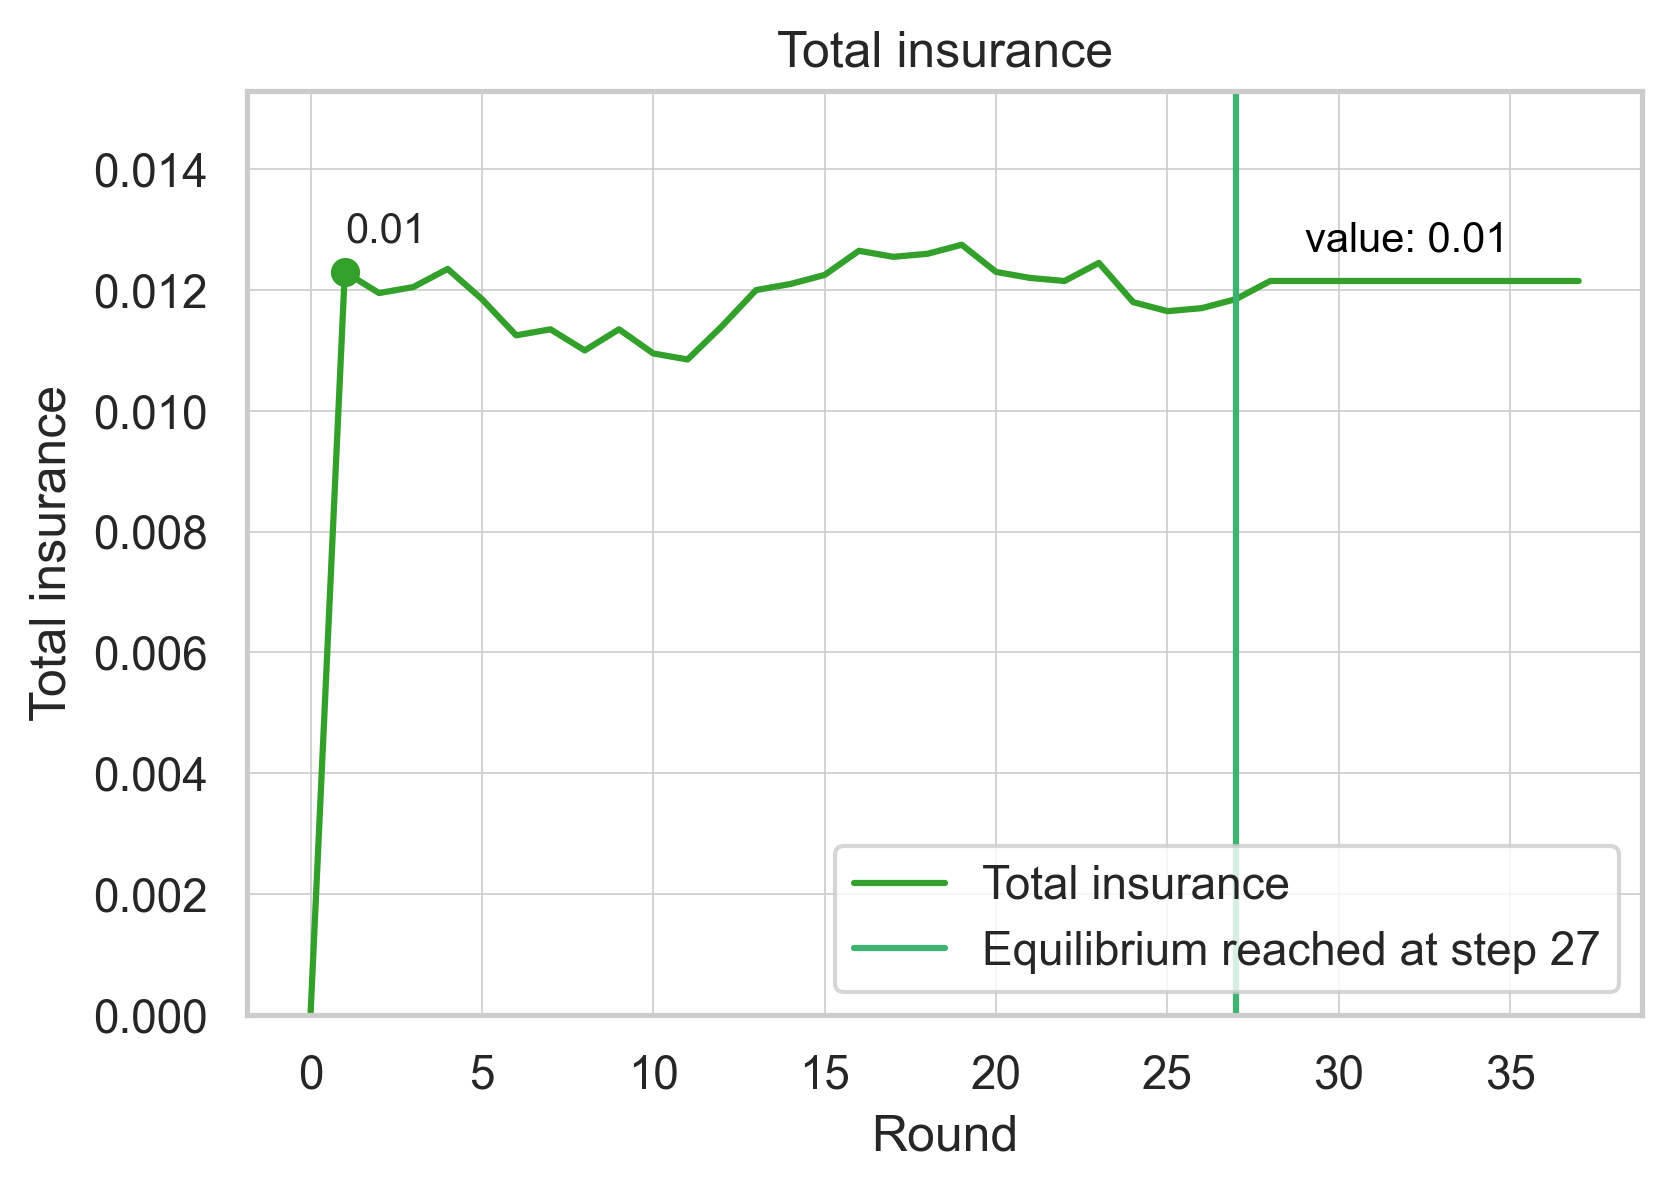 Total insurance
0.014
0.012
0.010
0.008
0.006
0.004
0.002
0.000
Total insurance
0.01
value: 0.01
Total insurance
Equilibrium reached at step 27
0 5 10 15 20 25 30 35
Round